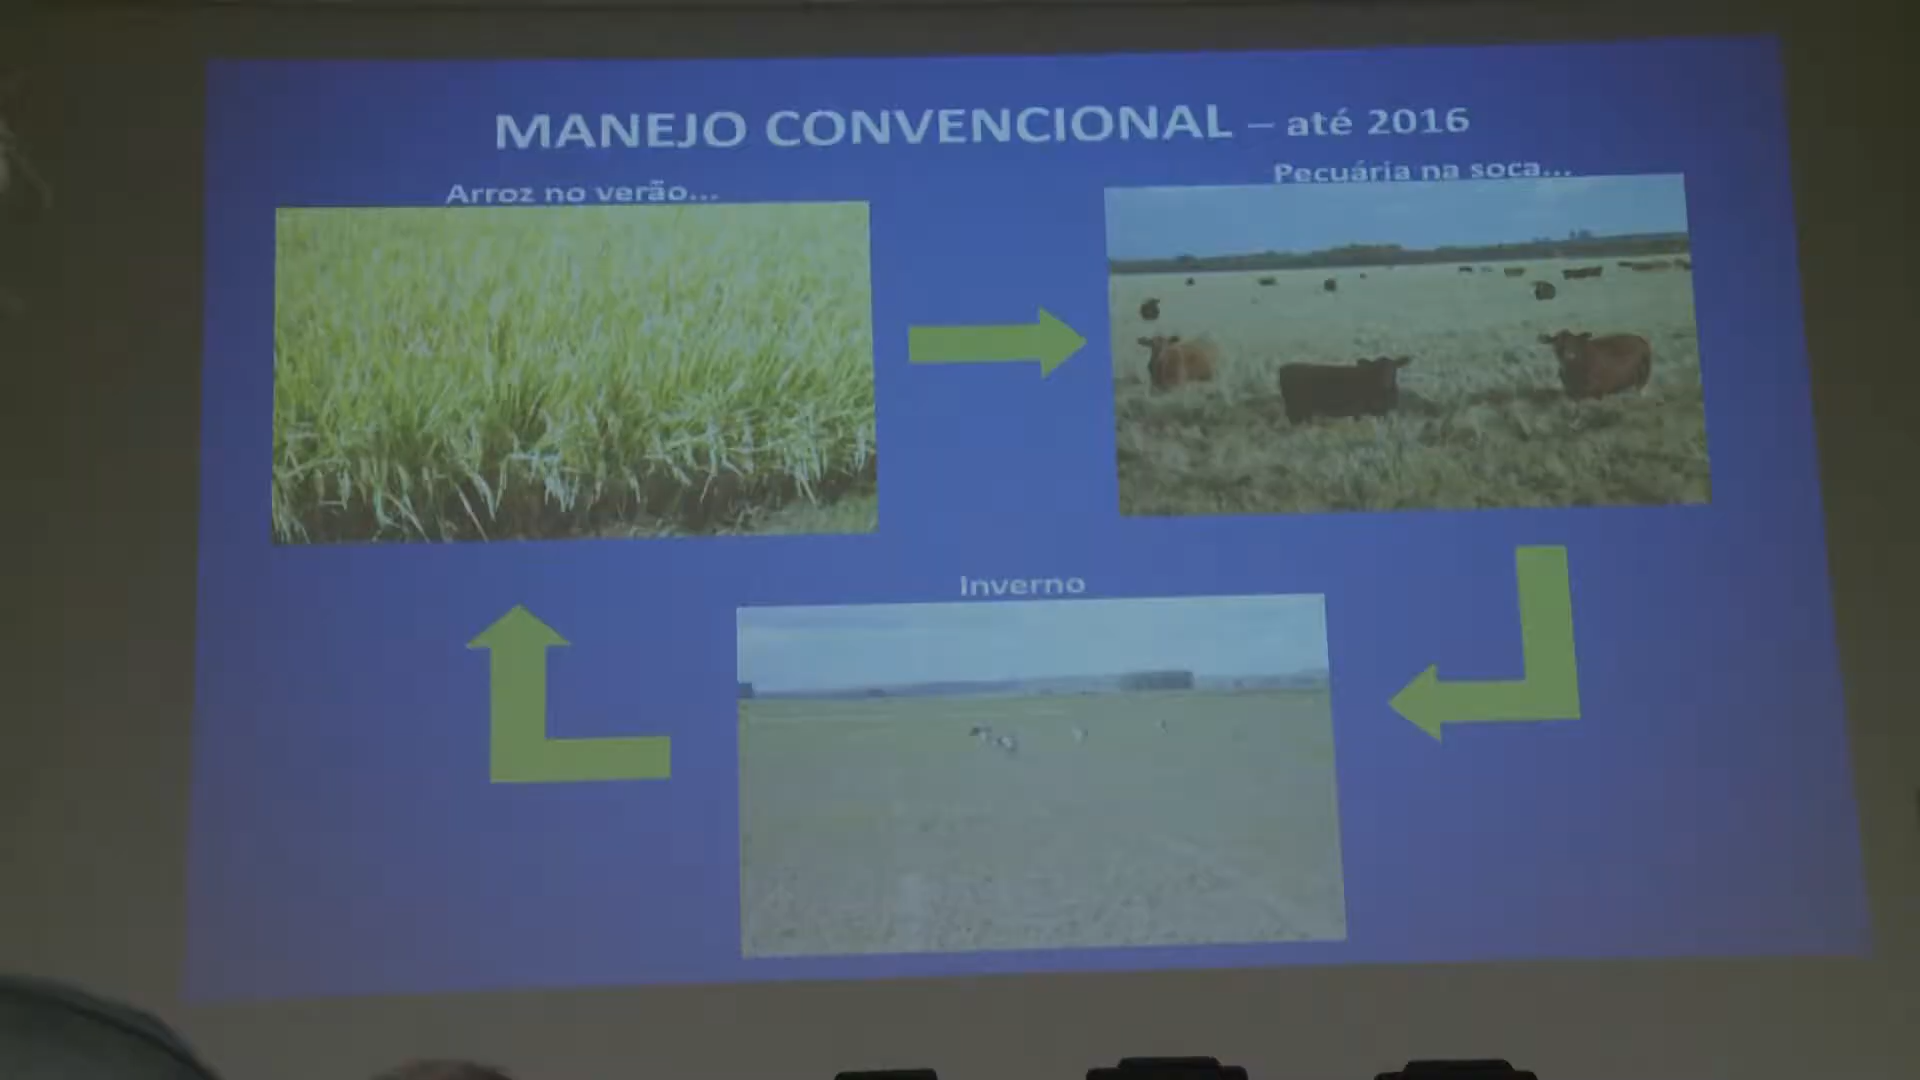 MANEJO CONVENCIONAL – até 2016
Arroz no verão...
Pecuária na soca...
Inverno